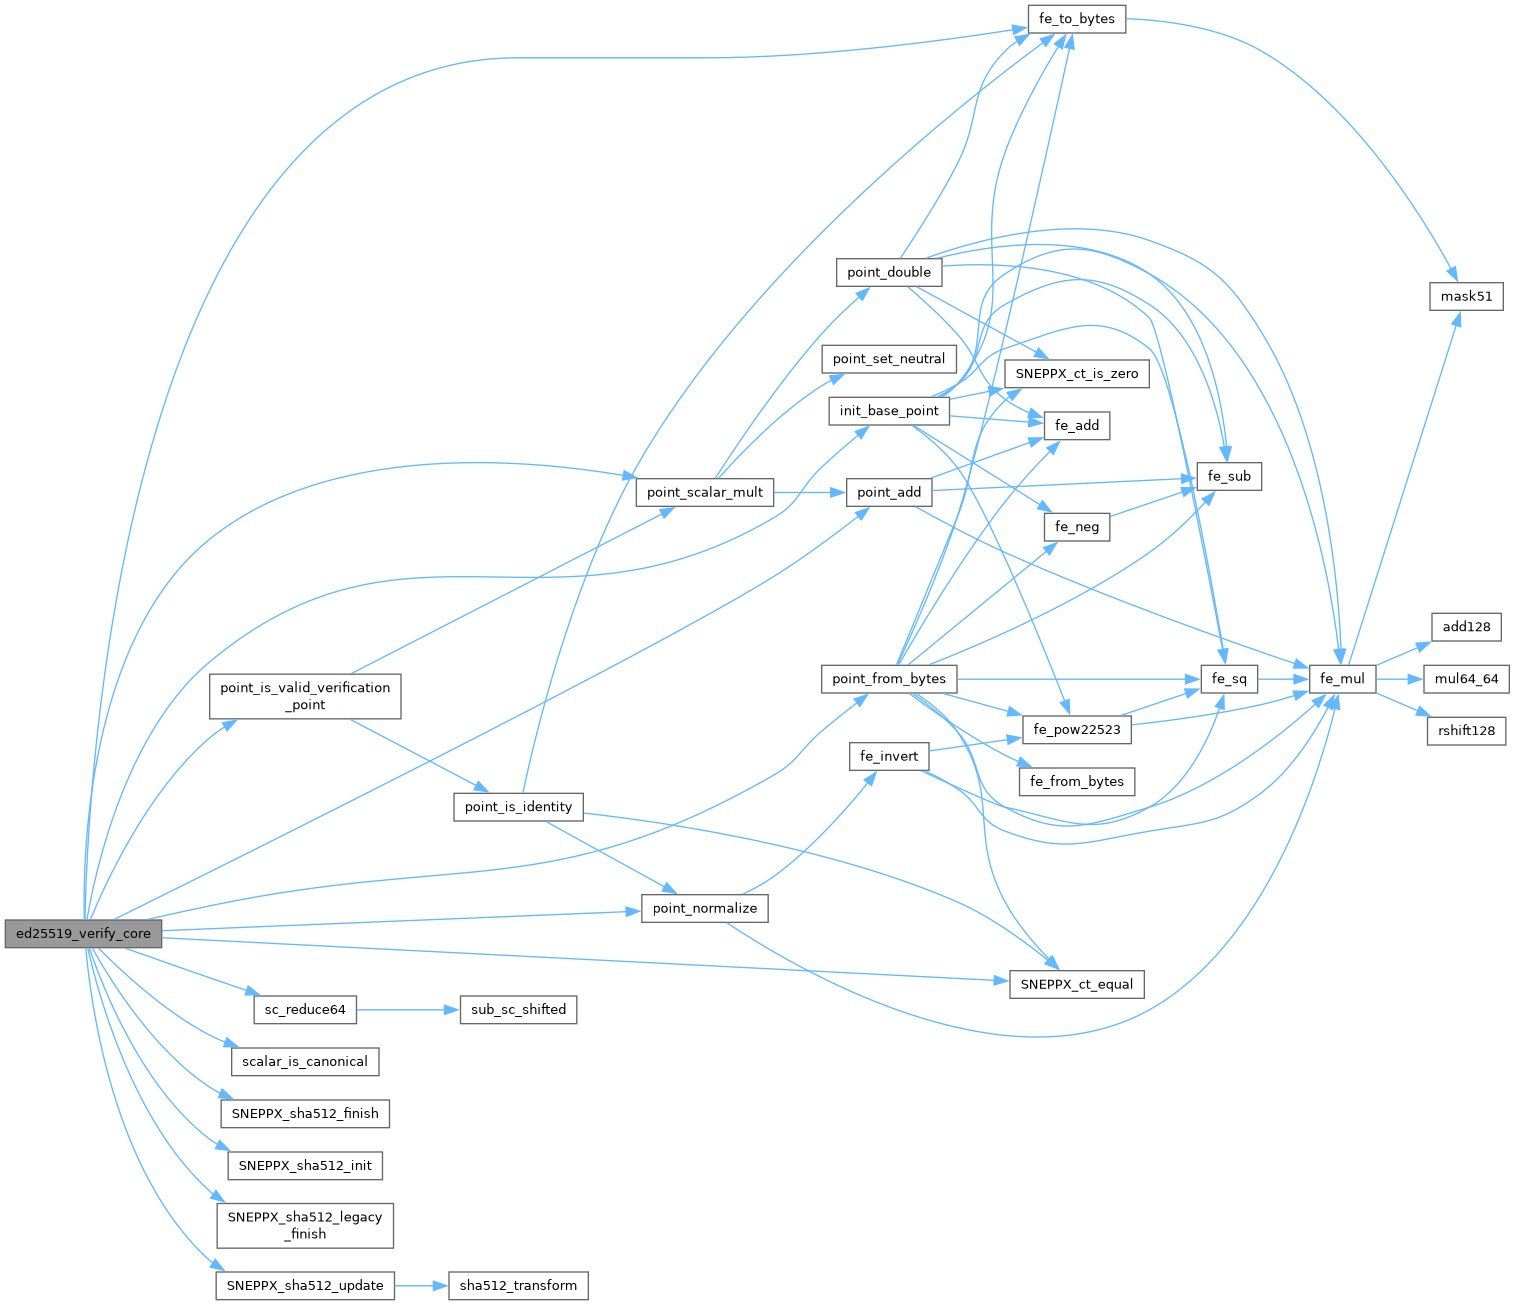 fe_to_bytes
point_double
mask51
point_set_neutral
SNEPPX_ct_is_zero
init_base_point
fe_add
fe_sub
point_scalar_mult
point_add
fe_neg
add128
point_is_valid_verification
_point
point_from_bytes
fe_sq
fe_mul
mul64_64
fe_pow22523
rshift128
fe_invert
fe_from_bytes
point_is_identity
point_normalize
ed25519_verify_core
SNEPPX_ct_equal
sc_reduce64
sub_sc_shifted
scalar_is_canonical
SNEPPX_sha512_finish
SNEPPX_sha512_init
SNEPPX_sha512_legacy
_finish
SNEPPX_sha512_update
sha512_transform